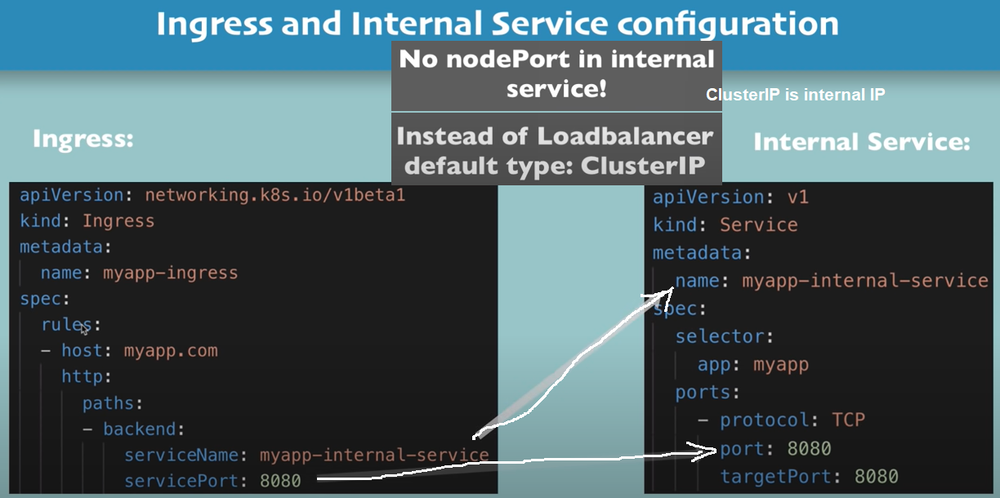 Ingress and Internal Service configuration
No nodePort in internal
service!
ClusterIP is internal IP
Instead of Loadbalancer
default type: ClusterIP
Ingress:
apiVersion: networking.k8s.io/v1beta1
kind: Ingress
metadata:
name: myapp-ingress
spec:
rules:
- host: myapp.com
http:
paths:
- backend:
serviceName: myapp-internal-service
servicePort: 8080
Internal Service:
apiVersion: v1
kind: Service
metadata:
name: myapp-internal-service
spec:
selector:
app: myapp
ports:
- protocol: TCP
port: 8080
targetPort: 8080